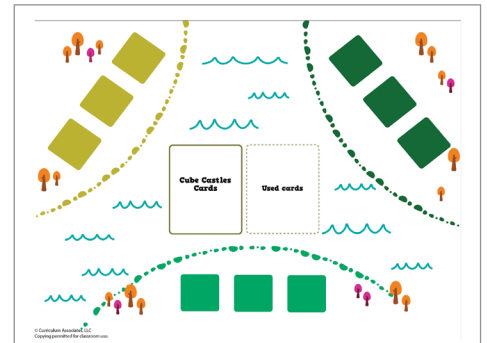 Cube Castles
Cards
Used cards
© Curriculum Associates, LLC
Copying permitted for classroom use.